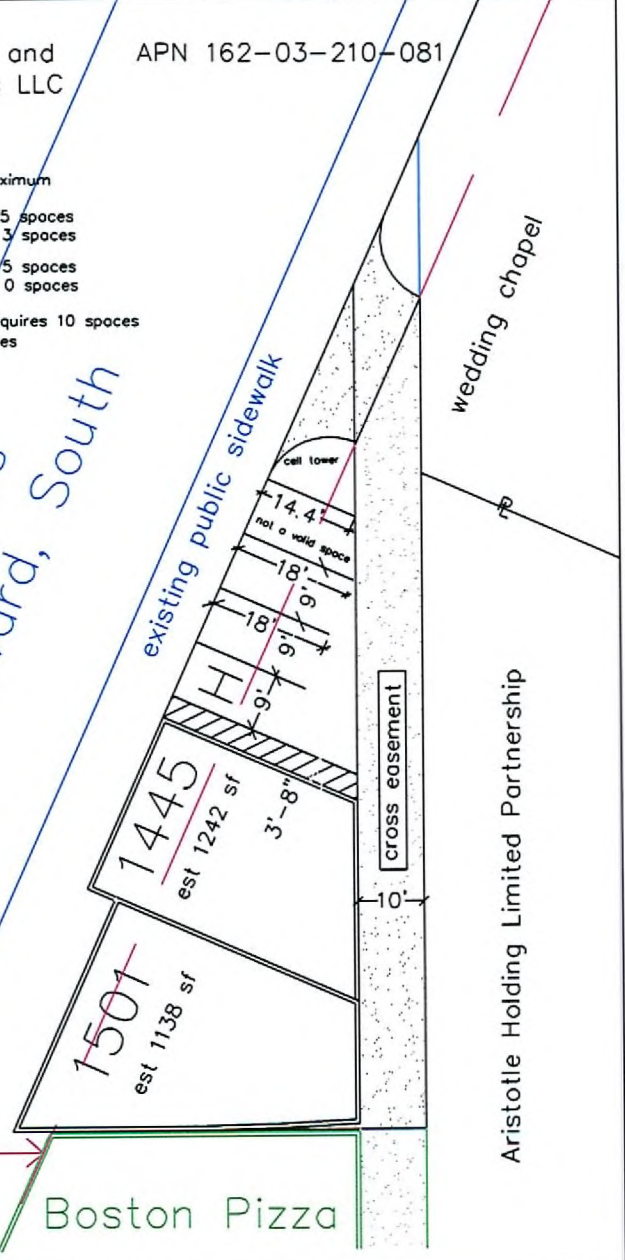 and
LLC
APN 162-03-210-081
ximum
5 spaces
3 spaces
5 spaces
0 spaces
quires 10 spaces
es
ard, South
existing public sidewalk
wedding chapel
cell tower
14.4'
not a valid space
18'
9'
18'
9'
H
9'
1445
est 1242 sf
3'-8"
cross easement
10'
1501
est 1138 sf
Aristotle Holding Limited Partnership
Boston Pizza